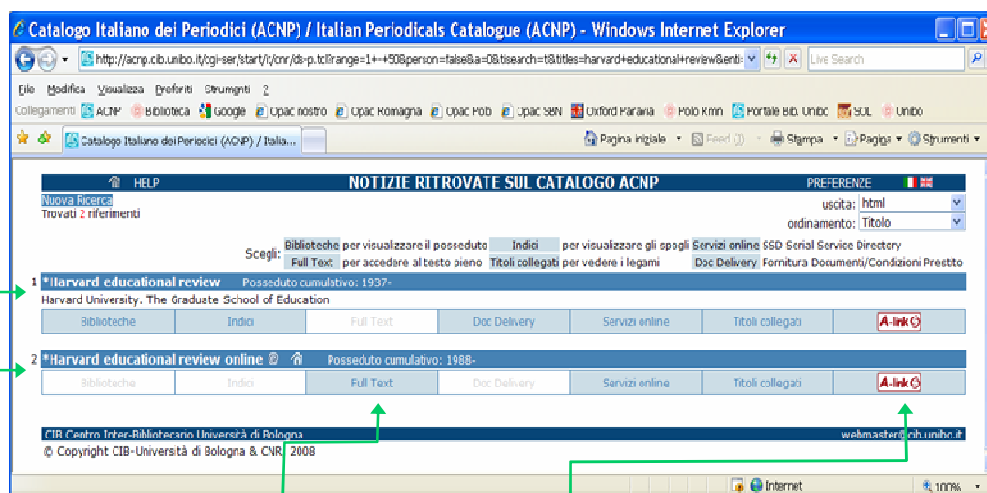 Catalogo Italiano dei Periodici (ACNP) / Italian Periodicals Catalogue (ACNP) - Windows Internet Explorer
Live Search
File Modifica Visualizza Preferiti Strumenti ?
Collegamenti ACNP Biblioteca Google Opac nostro Opac Romagna Opac Polo Opac SBN Polo Rmn Portale Bib. Unibo Unibo
Catalogo Italiano dei Periodici (ACNP) / Italia... Pagina iniziale Feed Stampa Pagina Strumenti
HELP NOTIZIE RITROVATE SUL CATALOGO ACNP PREFERENZE
Nuova Ricerca uscita: html
Trovati 2 riferimenti ordinamento: Titolo
Scegli: Biblioteche per visualizzare il posseduto Indici per visualizzare gli spogli Servizi online SSD Serial Service Directory
Full Text per accedere al testo pieno Titoli collegati per vedere i legami Doc Delivery Fornitura Documenti/Condizioni Prestito
1 *Harvard educational review Posseduto cumulativo: 1937-
Harvard University. The Graduate School of Education
Biblioteche Indici Full Text Doc Delivery Servizi online Titoli collegati A-link
2 *Harvard educational review online Posseduto cumulativo: 1988-
Biblioteche Indici Full Text Doc Delivery Servizi online Titoli collegati A-link
CIB Centro Inter-Bibliotecario Università di Bologna webmaster@cib.unibo.it
© Copyright CIB-Università di Bologna & CNR, 2008
Internet 100%